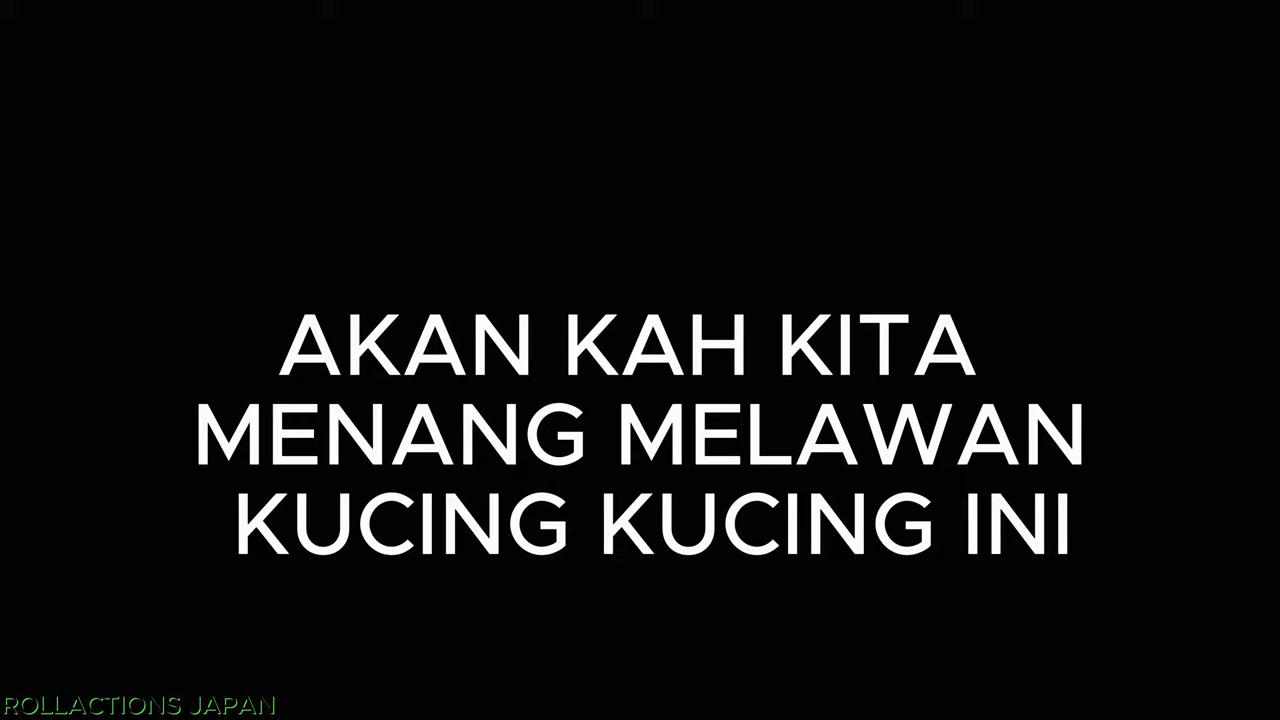 AKAN KAH KITA
MENANG MELAWAN
KUCING KUCING INI
ROLLACTIONS JAPAN